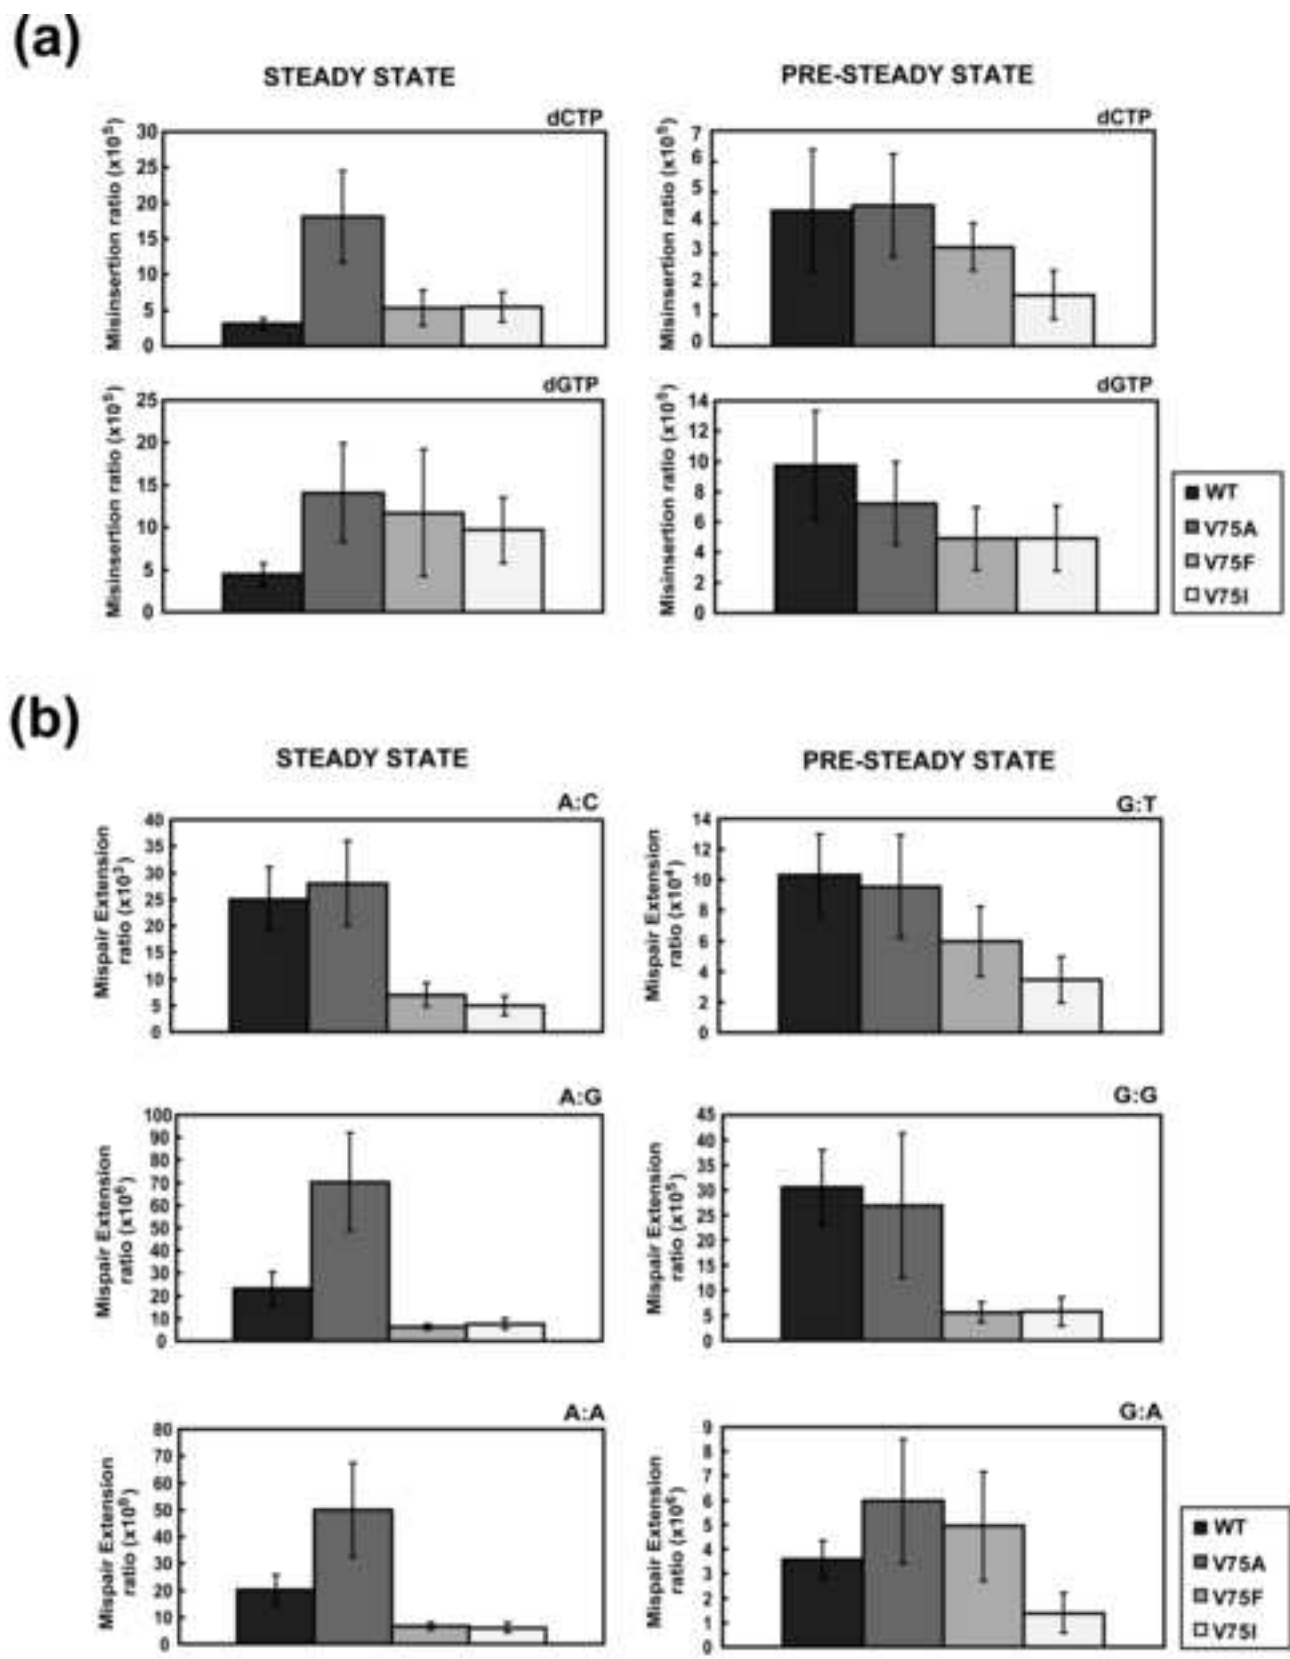 (a)
STEADY STATE
PRE-STEADY STATE
dCTP
Misinsertion ratio (x10⁵)
30
25
20
15
10
5
0
dCTP
Misinsertion ratio (x10⁵)
7
6
5
4
3
2
1
0
dGTP
Misinsertion ratio (x10⁵)
25
20
15
10
5
0
dGTP
Misinsertion ratio (x10⁵)
14
12
10
8
6
4
2
0
WT
V75A
V75F
V75I
(b)
STEADY STATE
PRE-STEADY STATE
A:C
Mispair Extension
ratio (x10³)
40
35
30
25
20
15
10
5
0
G:T
Mispair Extension
ratio (x10⁴)
14
12
10
8
6
4
2
0
A:G
Mispair Extension
ratio (x10⁶)
100
90
80
70
60
50
40
30
20
10
0
G:G
Mispair Extension
ratio (x10⁵)
45
40
35
30
25
20
15
10
5
0
A:A
Mispair Extension
ratio (x10⁶)
80
70
60
50
40
30
20
10
0
G:A
Mispair Extension
ratio (x10⁶)
9
8
7
6
5
4
3
2
1
0
WT
V75A
V75F
V75I